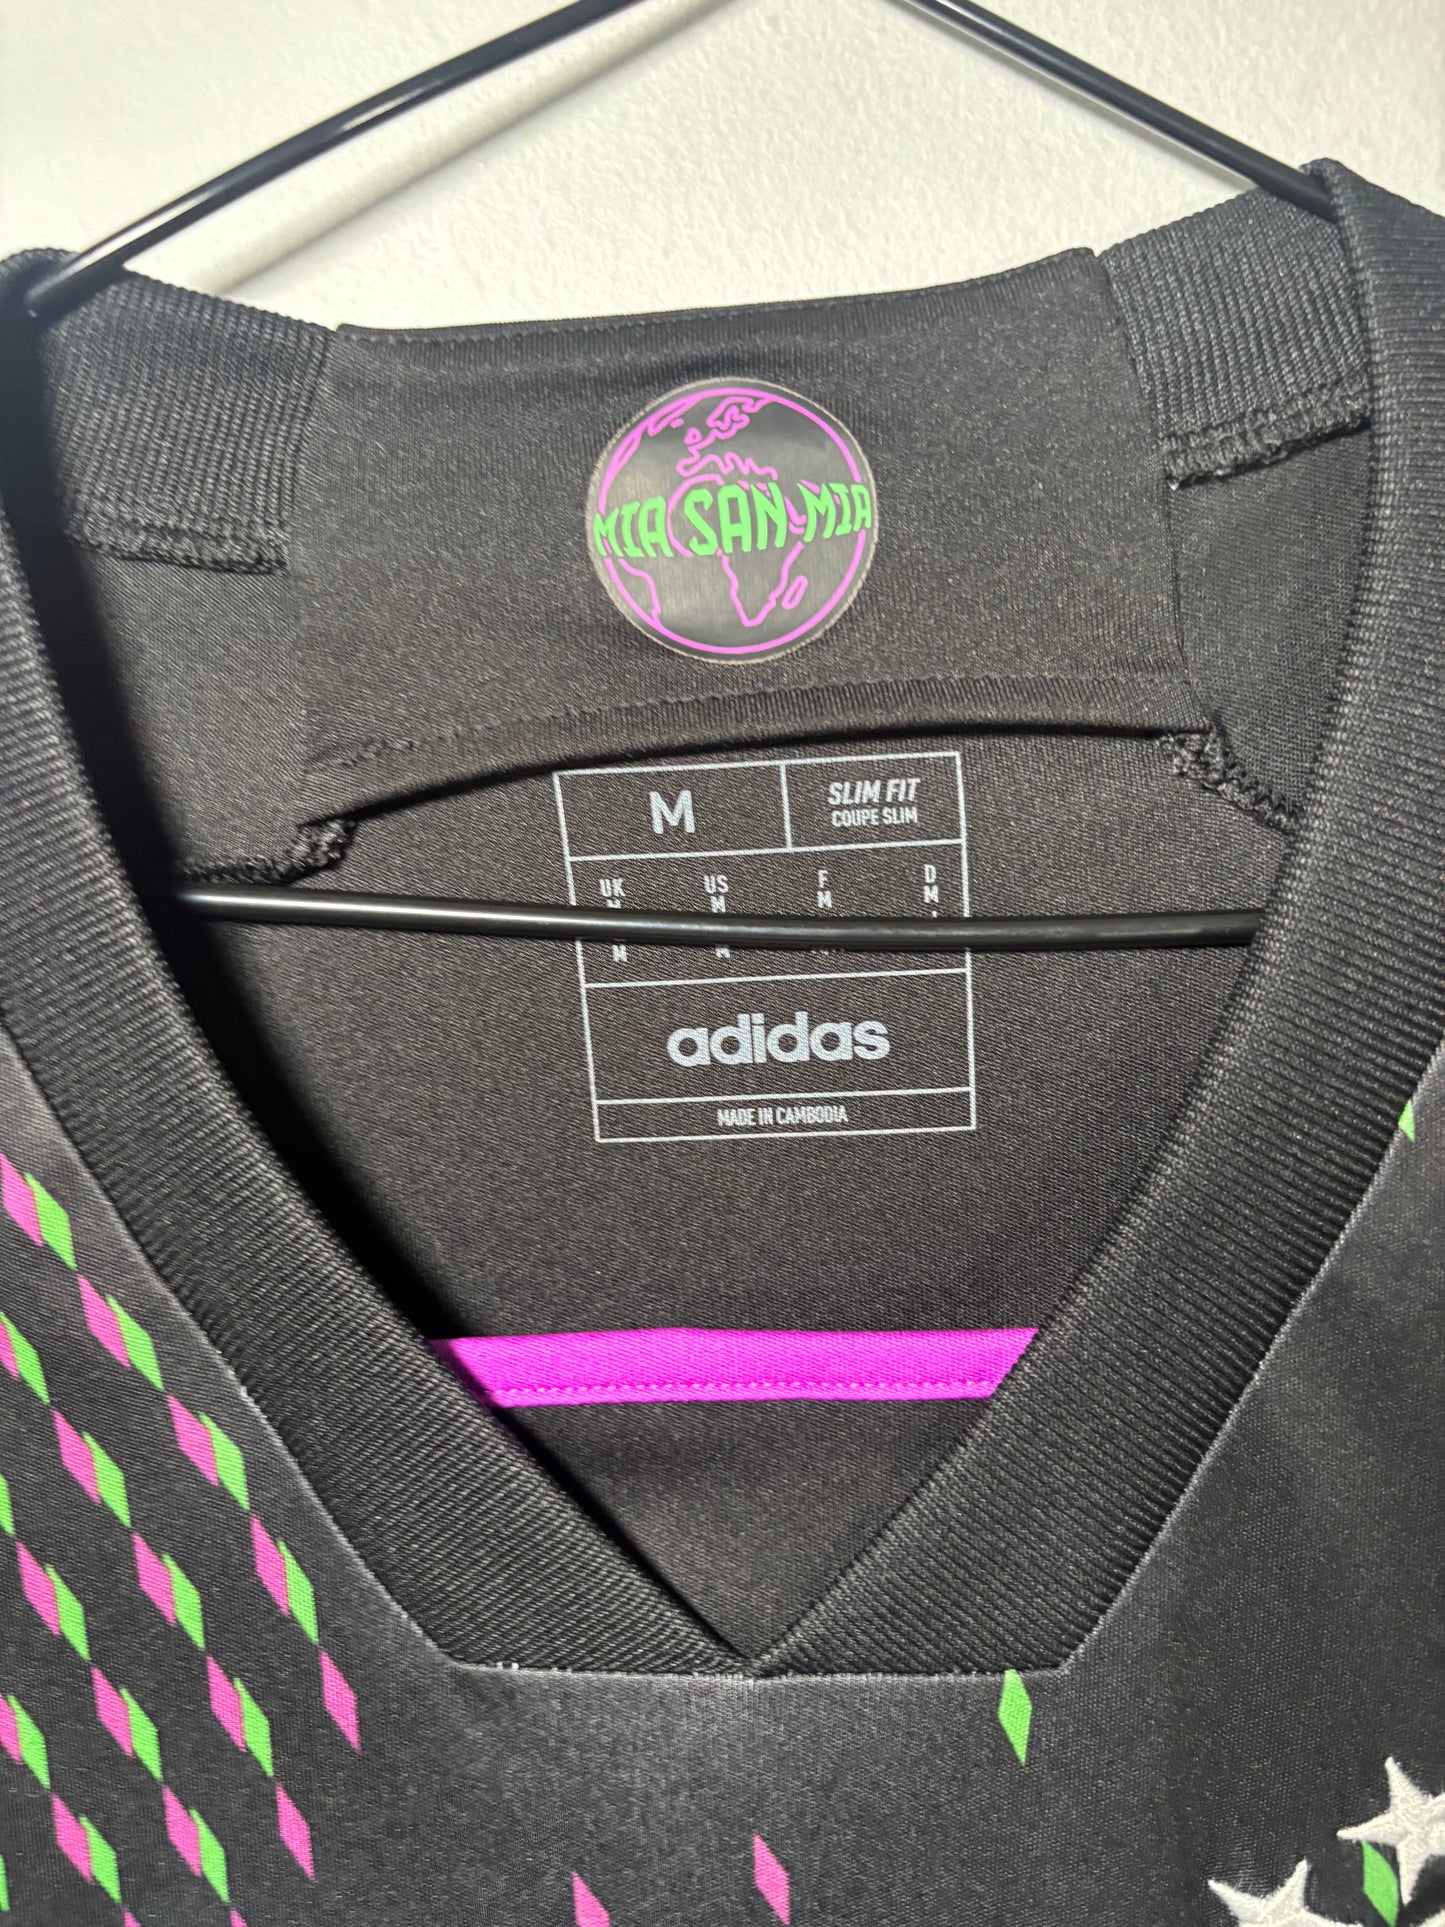 MIA SAN MIA
M
SLIM FIT
COUPE SLIM
UK US F D
M M M
M M
adidas
MADE IN CAMBODIA